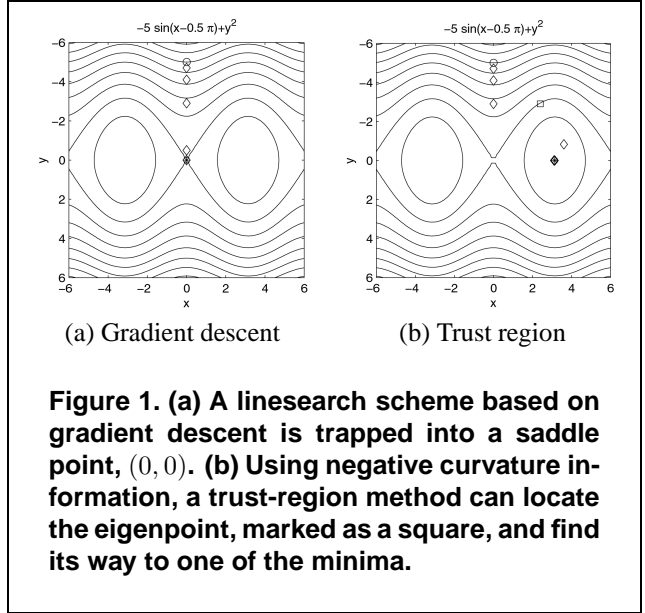 −5 sin(x−0.5 π)+y²
−5 sin(x−0.5 π)+y²
−6
−4
−2
0
2
4
6
y
−6 −4 −2 0 2 4 6
x
−6
−4
−2
0
2
4
6
y
−6 −4 −2 0 2 4 6
x
(a) Gradient descent
(b) Trust region
Figure 1. (a) A linesearch scheme based on
gradient descent is trapped into a saddle
point, (0, 0). (b) Using negative curvature in-
formation, a trust-region method can locate
the eigenpoint, marked as a square, and find
its way to one of the minima.